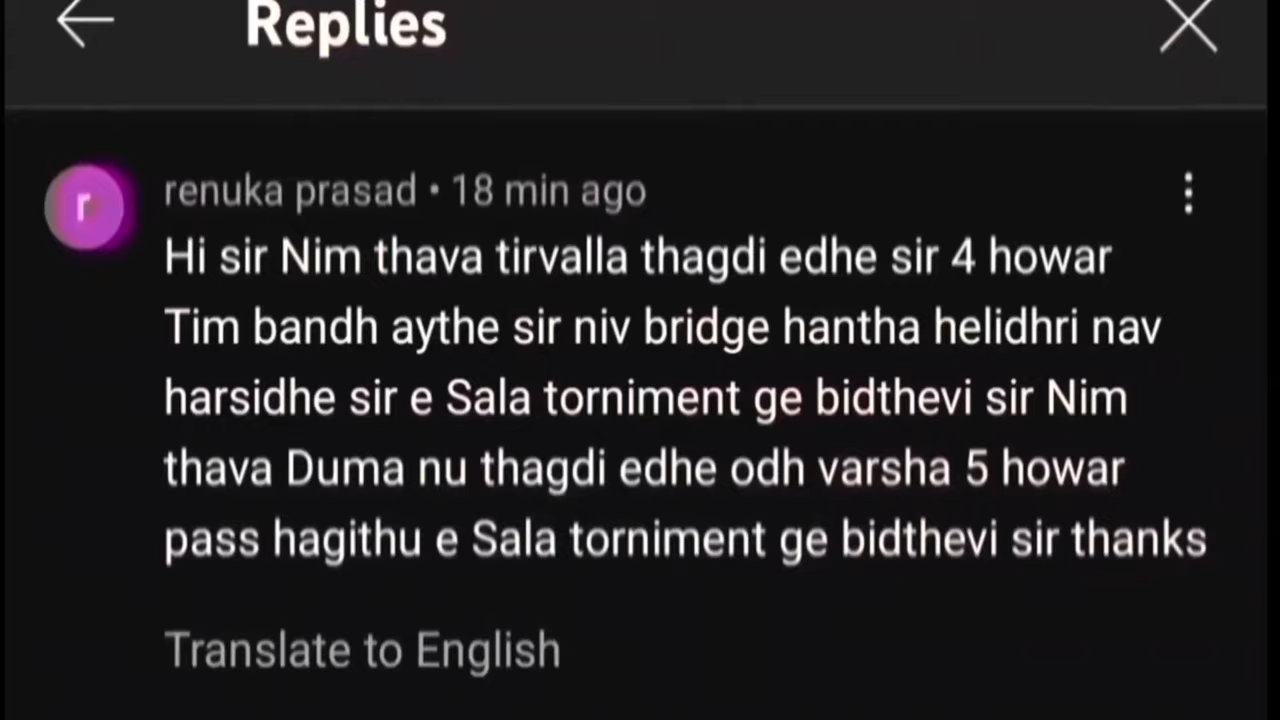 Replies
r
renuka prasad • 18 min ago
Hi sir Nim thava tirvalla thagdi edhe sir 4 howar
Tim bandh aythe sir niv bridge hantha helidhri nav
harsidhe sir e Sala torniment ge bidthevi sir Nim
thava Duma nu thagdi edhe odh varsha 5 howar
pass hagithu e Sala torniment ge bidthevi sir thanks
Translate to English